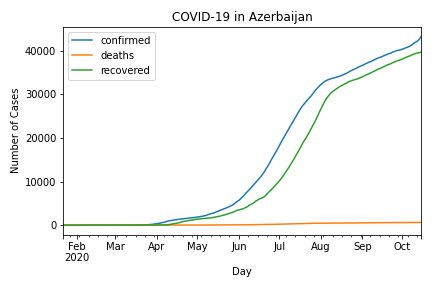 COVID-19 in Azerbaijan
confirmed
deaths
recovered
Number of Cases
40000
30000
20000
10000
0
Feb Mar Apr May Jun Jul Aug Sep Oct
2020
Day